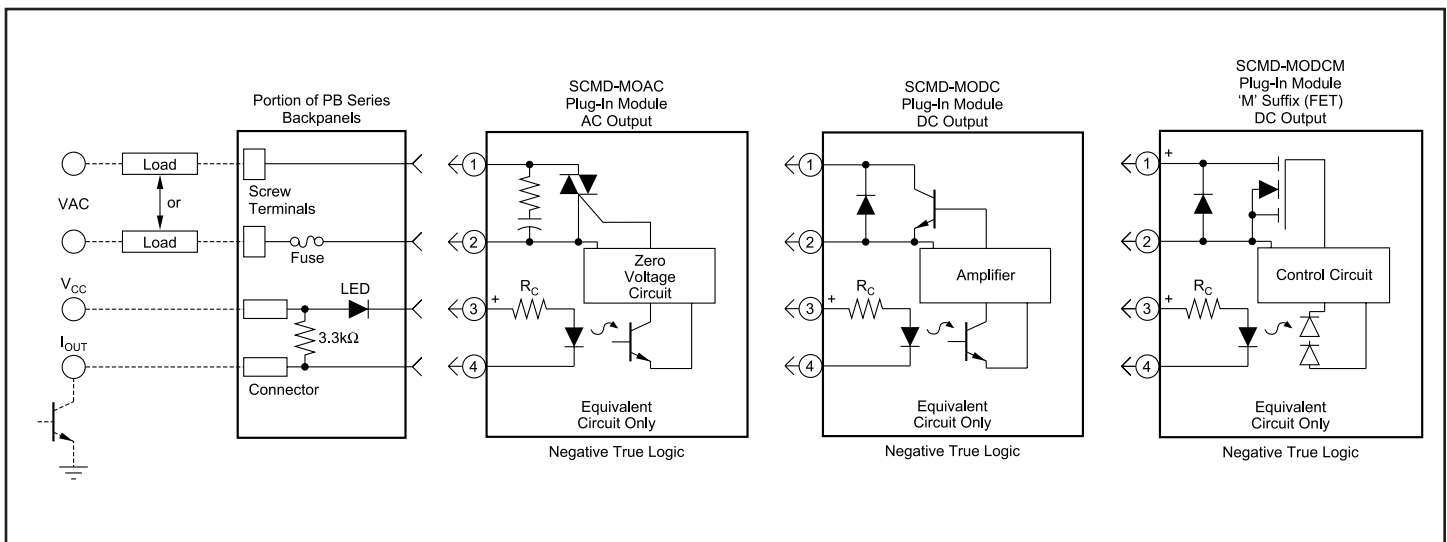 Portion of PB Series
Backpanels
Load
VAC
or
Load
Screw
Terminals
Fuse
VCC
LED
3.3kΩ
IOUT
Connector
SCMD-MOAC
Plug-In Module
AC Output
1
2
Zero
Voltage
Circuit
3
+
RC
4
Equivalent
Circuit Only
Negative True Logic
SCMD-MODC
Plug-In Module
DC Output
1
2
Amplifier
3
+
RC
4
Equivalent
Circuit Only
Negative True Logic
SCMD-MODCM
Plug-In Module
'M' Suffix (FET)
DC Output
1
+
2
Control Circuit
3
+
RC
4
Equivalent
Circuit Only
Negative True Logic